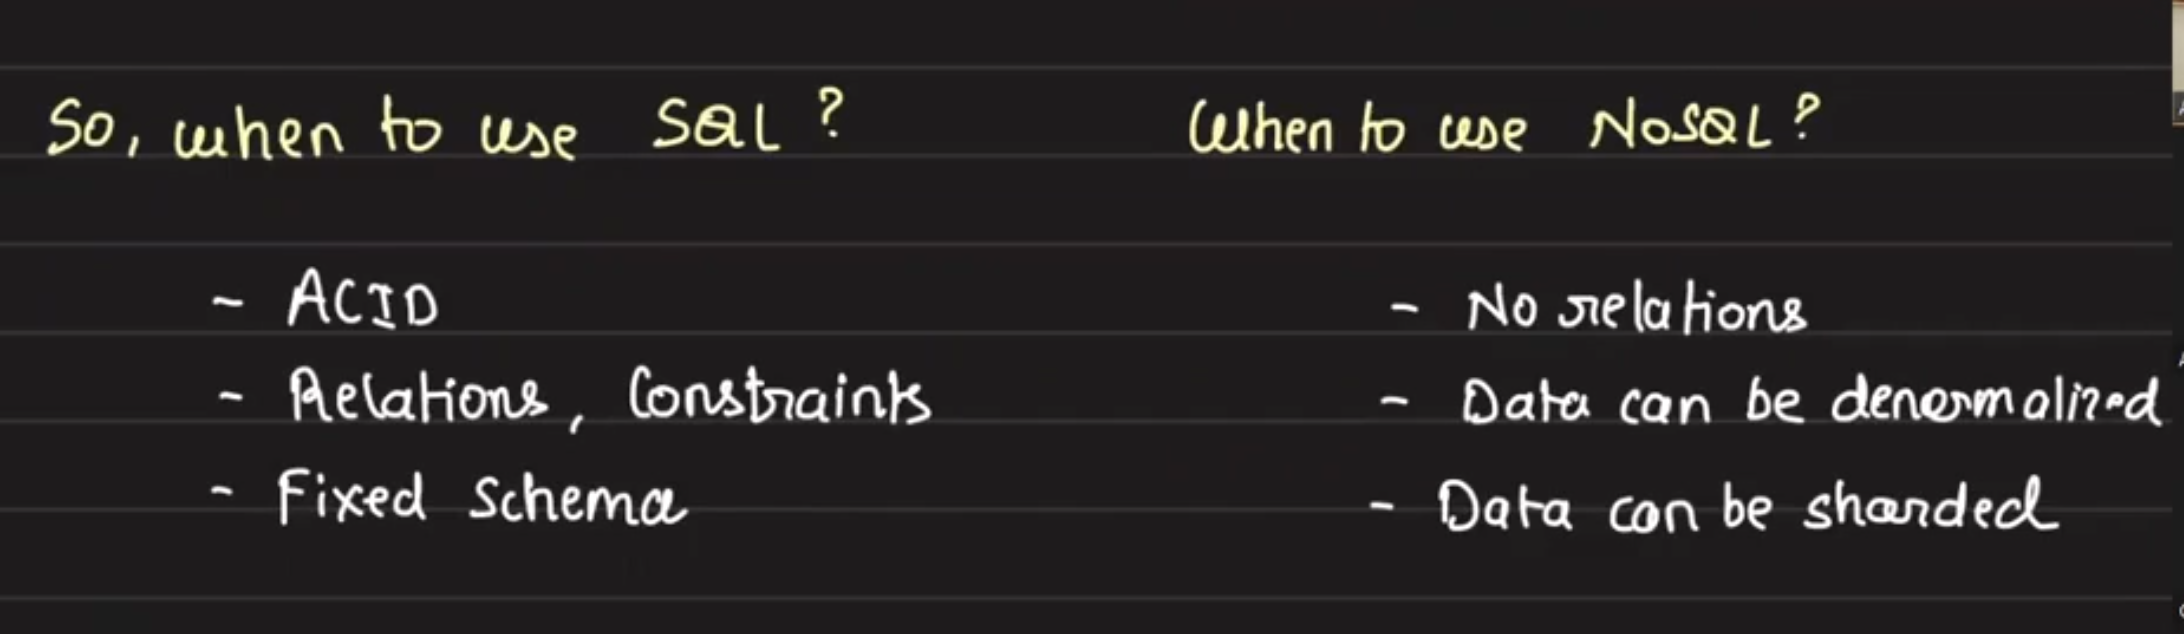 So, when to use SQL?
When to use NoSQL?
- ACID
- Relations, Constraints
- Fixed Schema
- No relations
- Data can be denormalized
- Data can be sharded